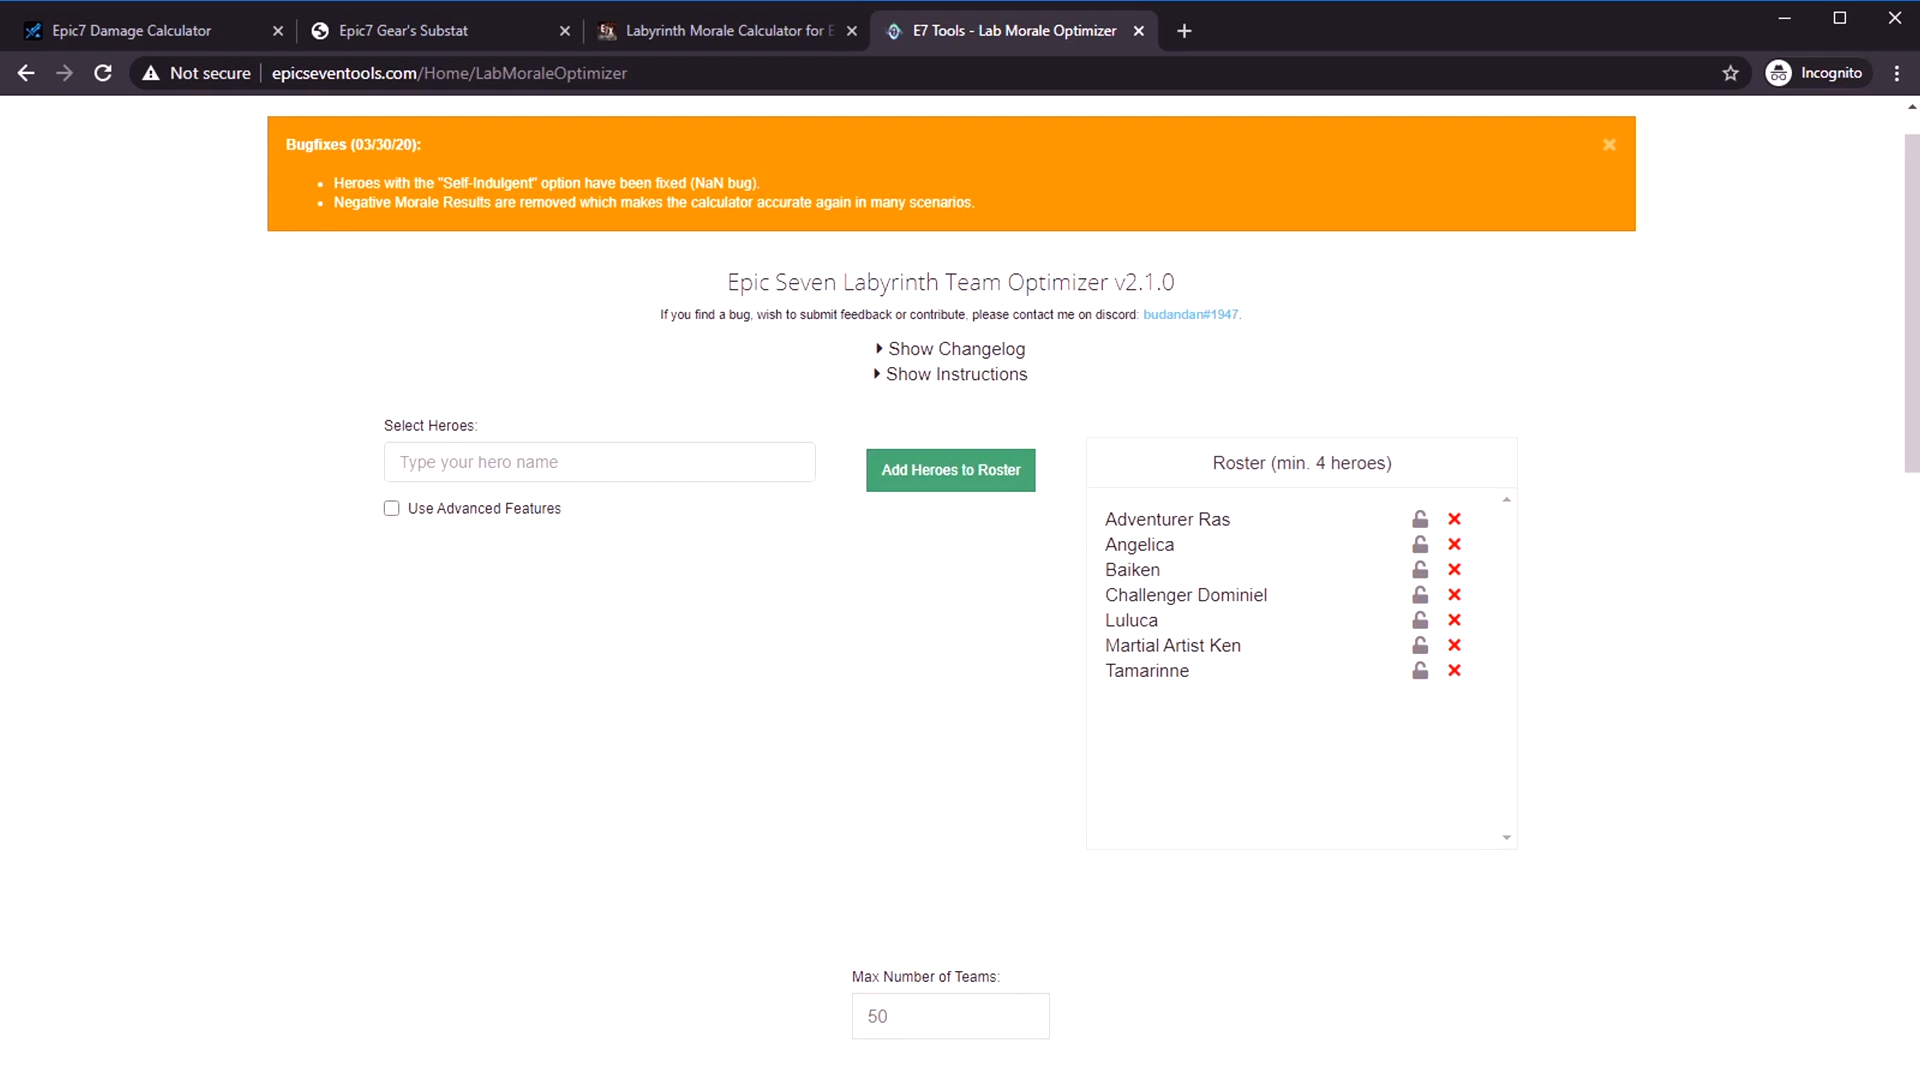 Epic7 Damage Calculator
Epic7 Gear's Substat
Labyrinth Morale Calculator for E
E7 Tools - Lab Morale Optimizer
Not secure
epicseventools.com/Home/LabMoraleOptimizer
Incognito
Bugfixes (03/30/20):
Heroes with the "Self-Indulgent" option have been fixed (NaN bug).
Negative Morale Results are removed which makes the calculator accurate again in many scenarios.
Epic Seven Labyrinth Team Optimizer v2.1.0
If you find a bug, wish to submit feedback or contribute, please contact me on discord: budandan#1947.
Show Changelog
Show Instructions
Select Heroes:
Type your hero name
Use Advanced Features
Add Heroes to Roster
Roster (min. 4 heroes)
Adventurer Ras
Angelica
Baiken
Challenger Dominiel
Luluca
Martial Artist Ken
Tamarinne
Max Number of Teams:
50